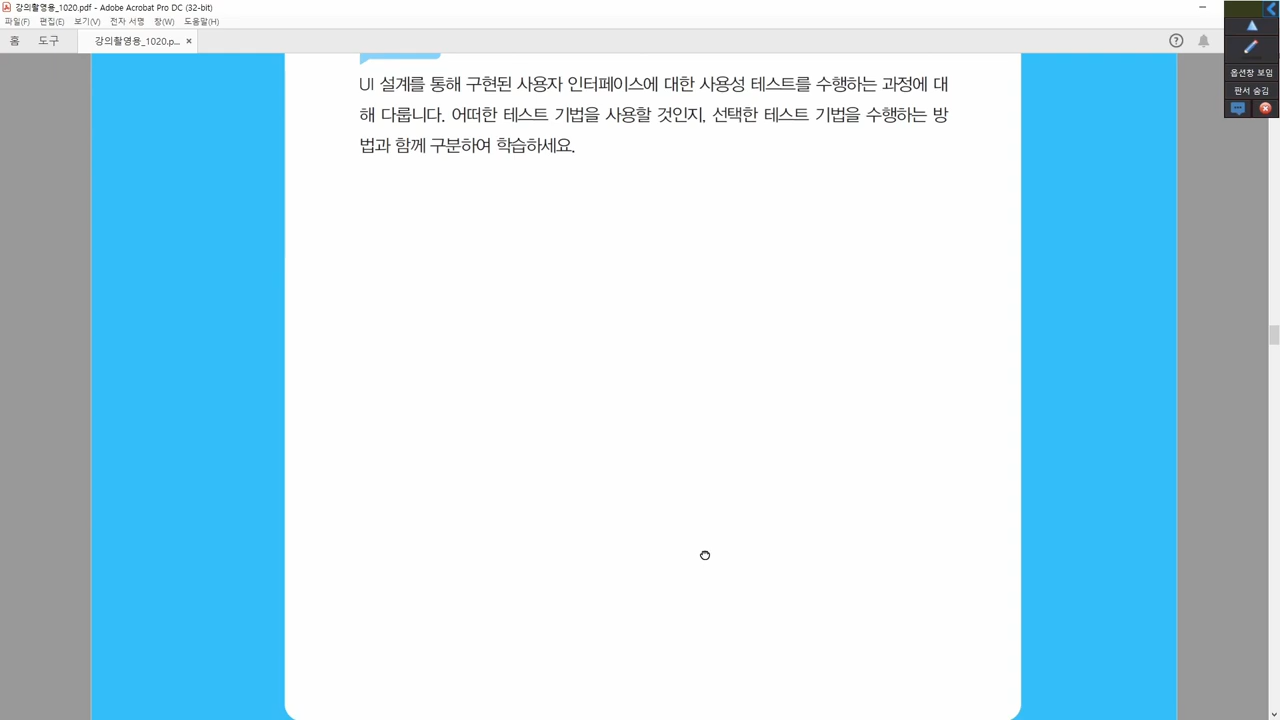 강의촬영용_1020.pdf - Adobe Acrobat Pro DC (32-bit)
파일(F) 편집(E) 보기(V) 전자 서명 창(W) 도움말(H)
홈 도구 강의촬영용_1020.p... ×
옵션창 보임
판서 숨김
UI 설계를 통해 구현된 사용자 인터페이스에 대한 사용성 테스트를 수행하는 과정에 대
해 다룹니다. 어떠한 테스트 기법을 사용할 것인지, 선택한 테스트 기법을 수행하는 방
법과 함께 구분하여 학습하세요.